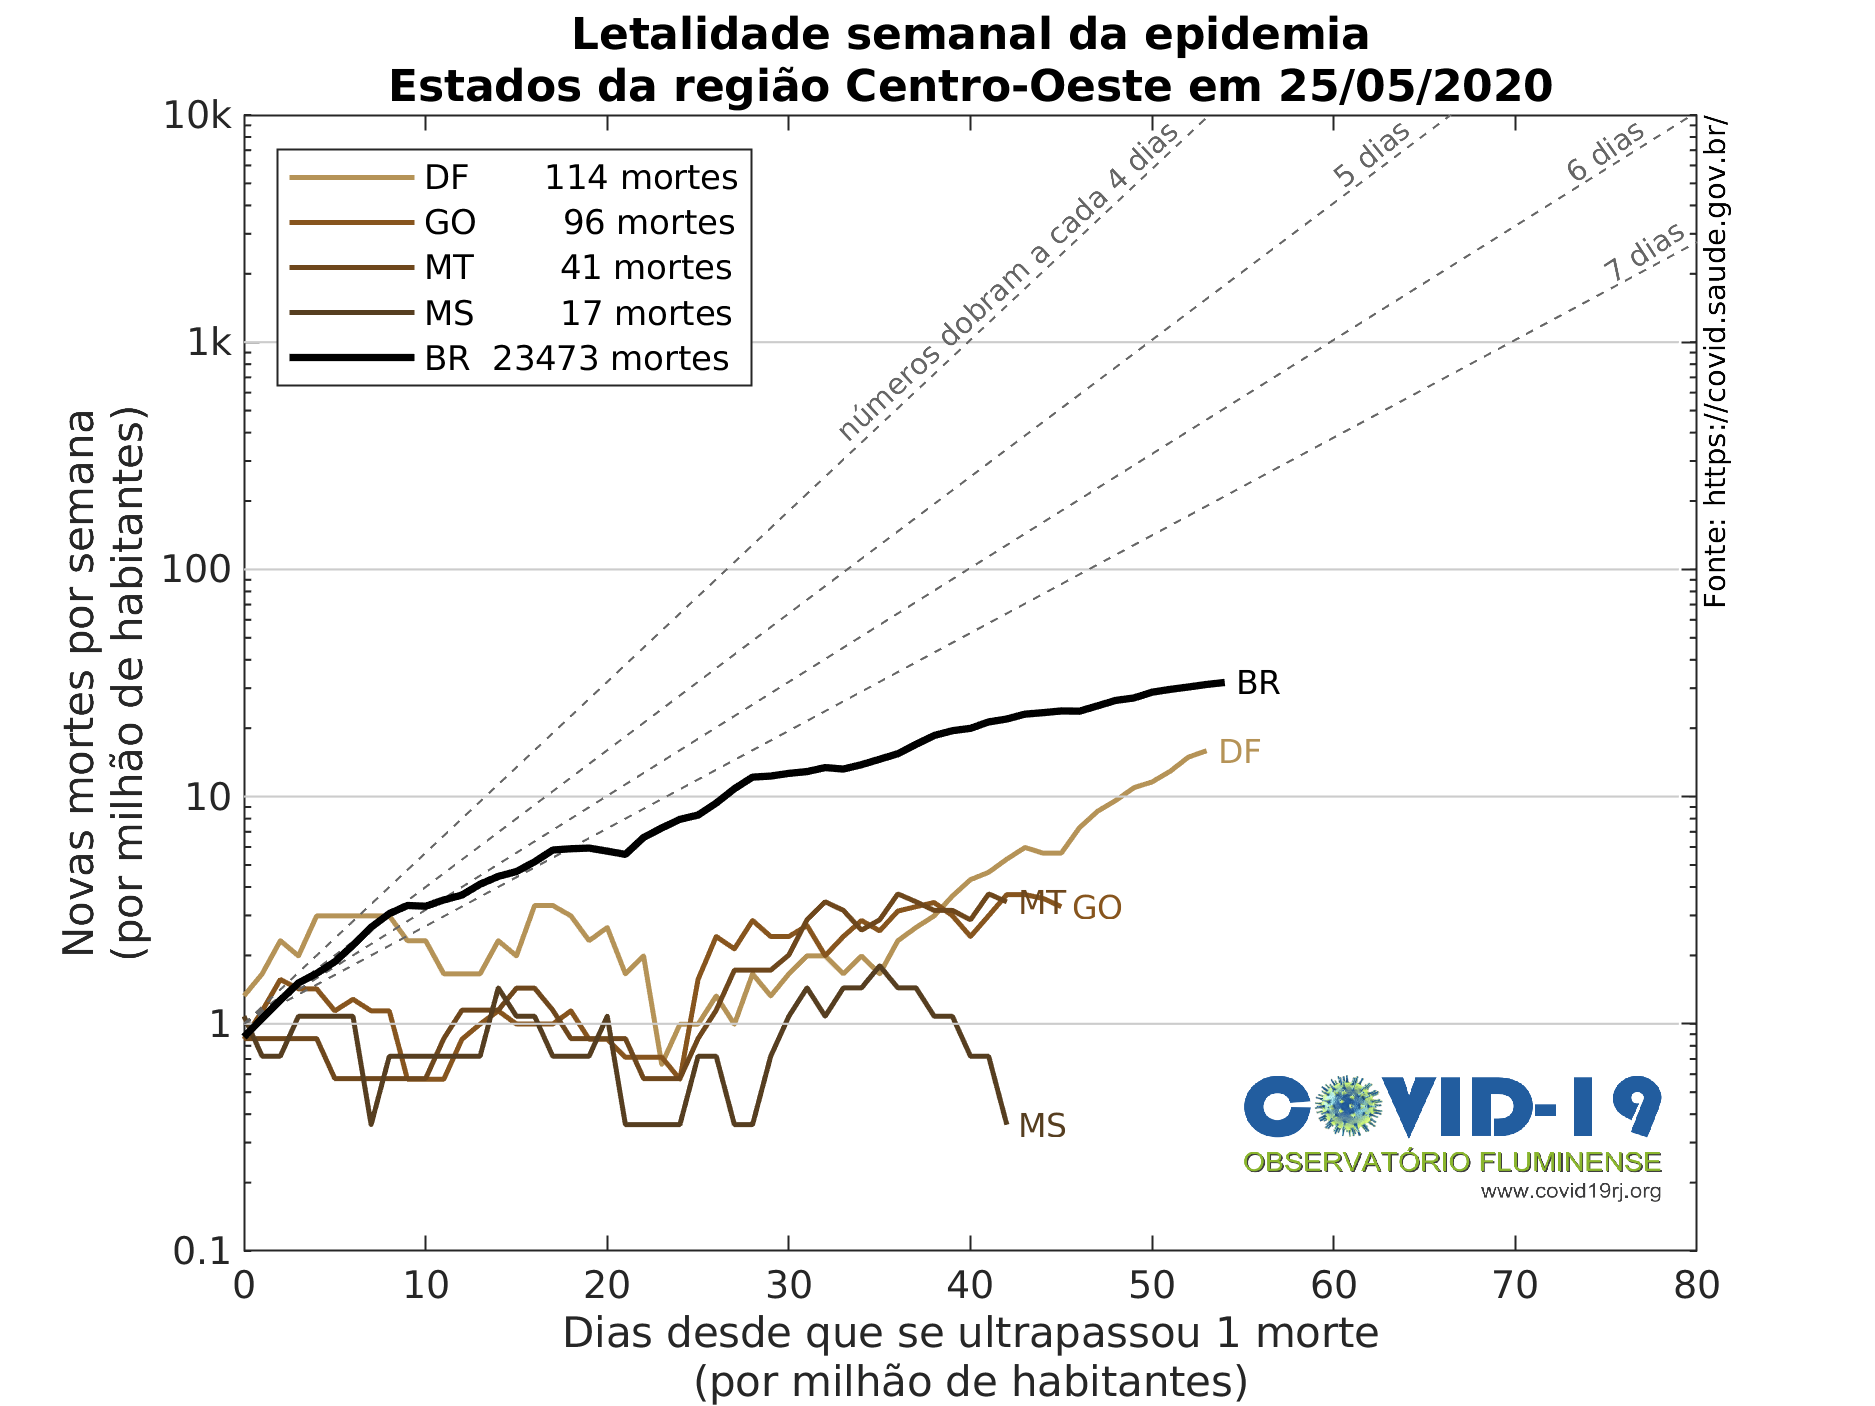 Letalidade semanal da epidemia
Estados da região Centro-Oeste em 25/05/2020
DF 114 mortes
GO 96 mortes
MT 41 mortes
MS 17 mortes
BR 23473 mortes
números dobram a cada 4 dias
5 dias
6 dias
7 dias
Fonte: https://covid.saude.gov.br/
Novas mortes por semana
(por milhão de habitantes)
10k
1k
100
10
1
0.1
BR
DF
MT
GO
MS
COVID-19
OBSERVATÓRIO FLUMINENSE
www.covid19rj.org
0 10 20 30 40 50 60 70 80
Dias desde que se ultrapassou 1 morte
(por milhão de habitantes)